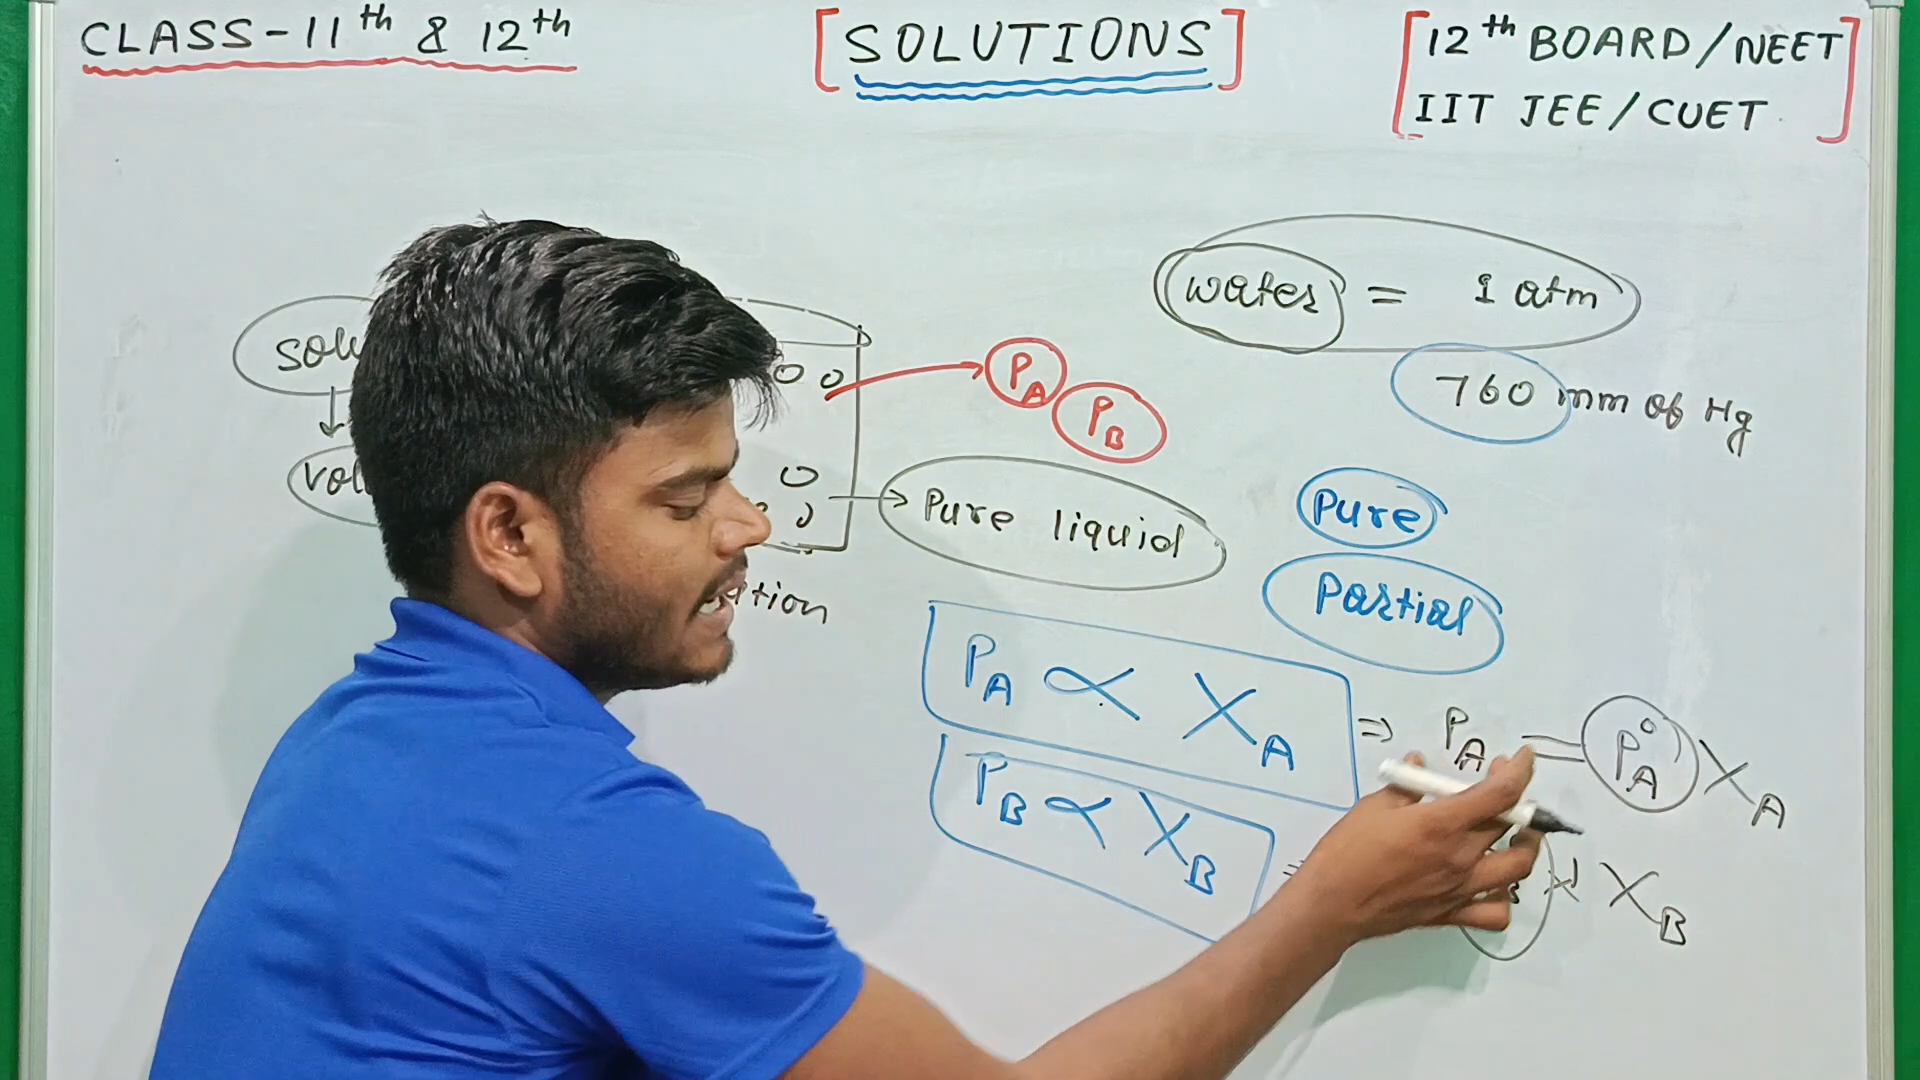 CLASS-11th & 12th
[SOLUTIONS]
[12th BOARD/NEET
IIT JEE/CUET]
water = 1 atm
760 mm of Hg
PA
PB
Pure liquid
Pure
Partial
PA ∝ XA ⇒ PA = P°A XA
PB ∝ XB
XB